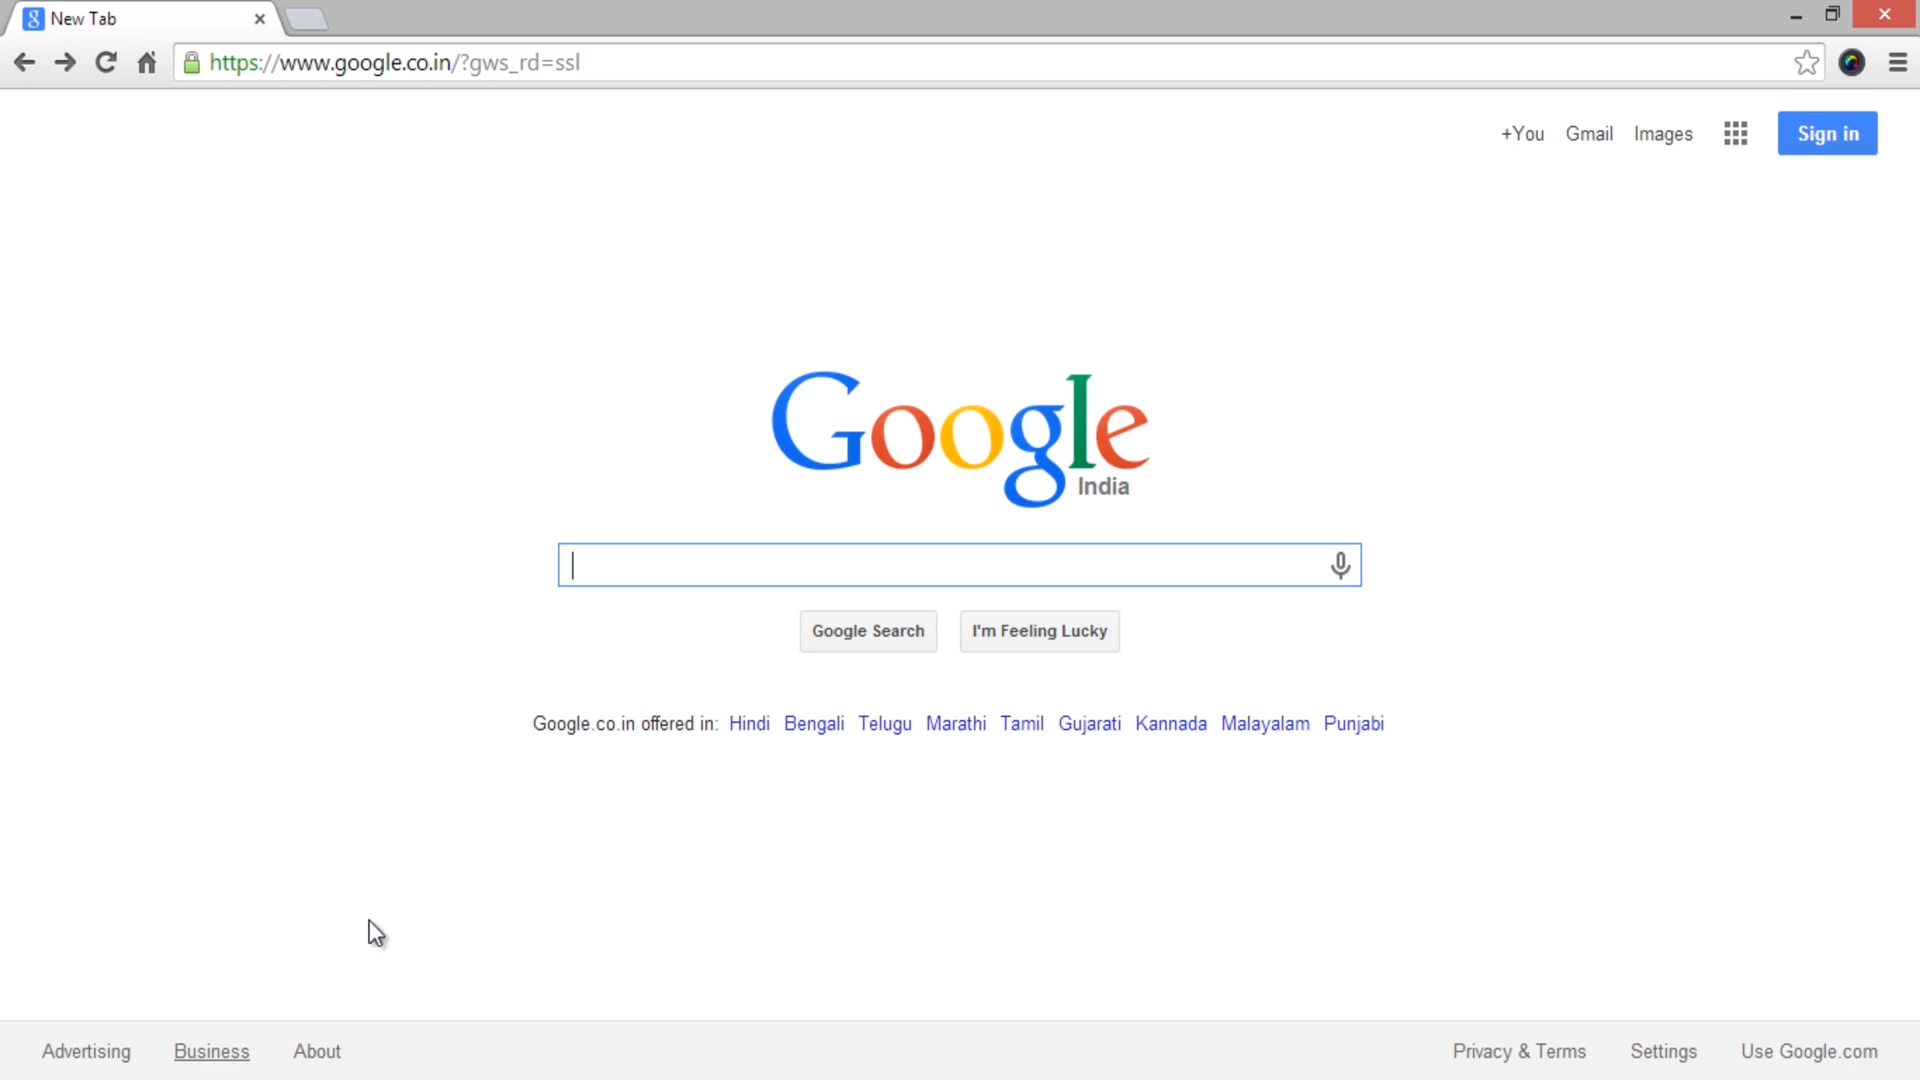 New Tab
https://www.google.co.in/?gws_rd=ssl
+You Gmail Images Sign in
Google
India
Google Search I'm Feeling Lucky
Google.co.in offered in: Hindi Bengali Telugu Marathi Tamil Gujarati Kannada Malayalam Punjabi
Advertising Business About Privacy & Terms Settings Use Google.com